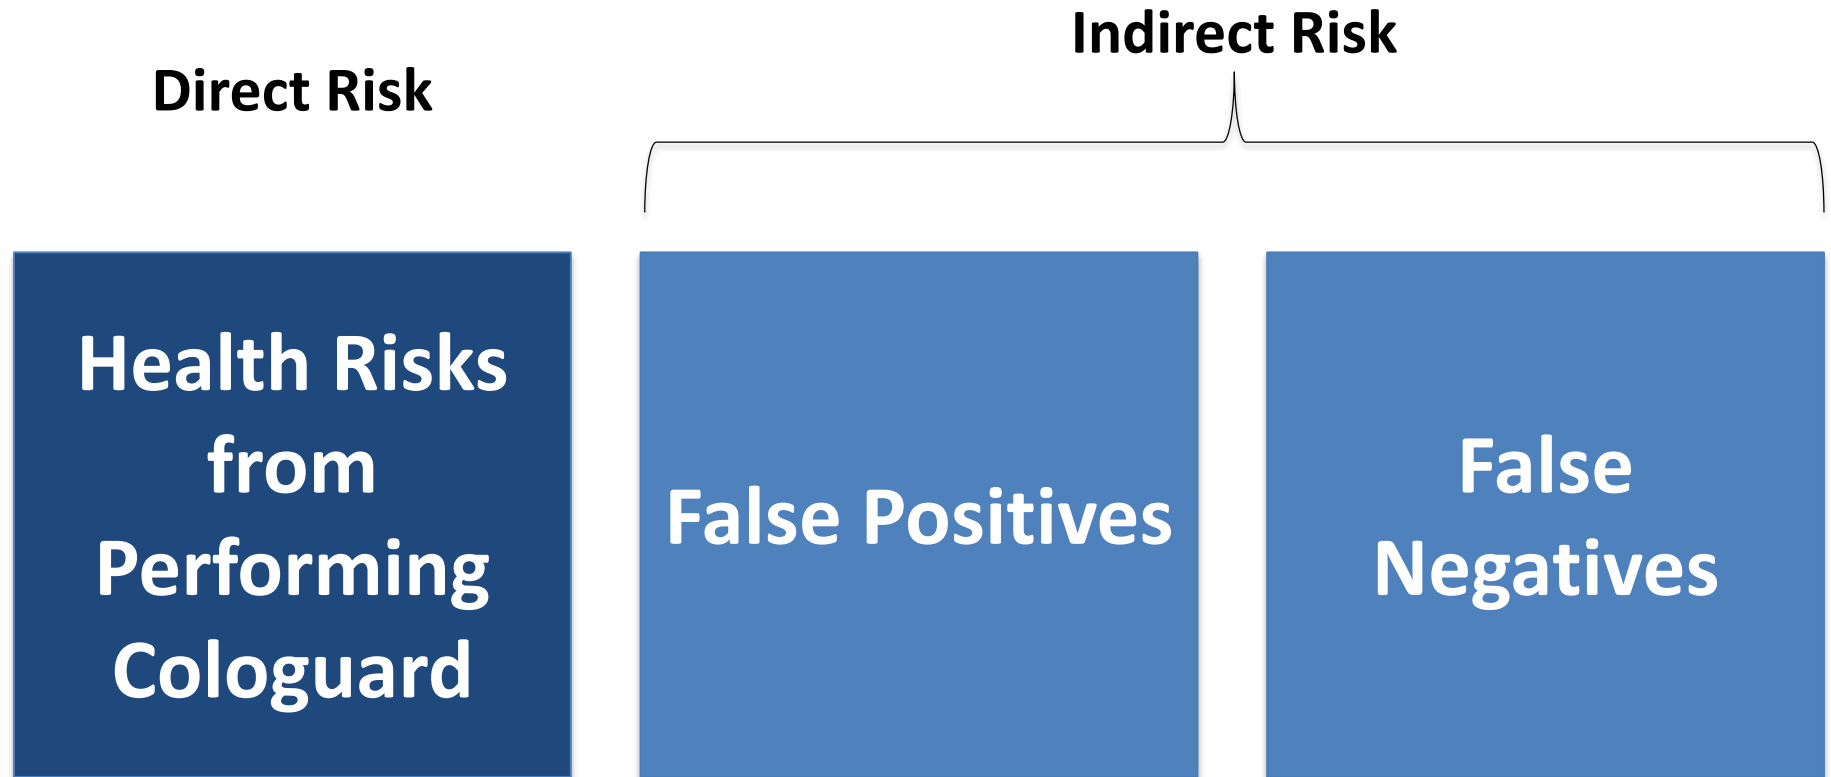 Indirect Risk
Direct Risk
Health Risks
from
Performing
Cologuard
False Positives
False
Negatives